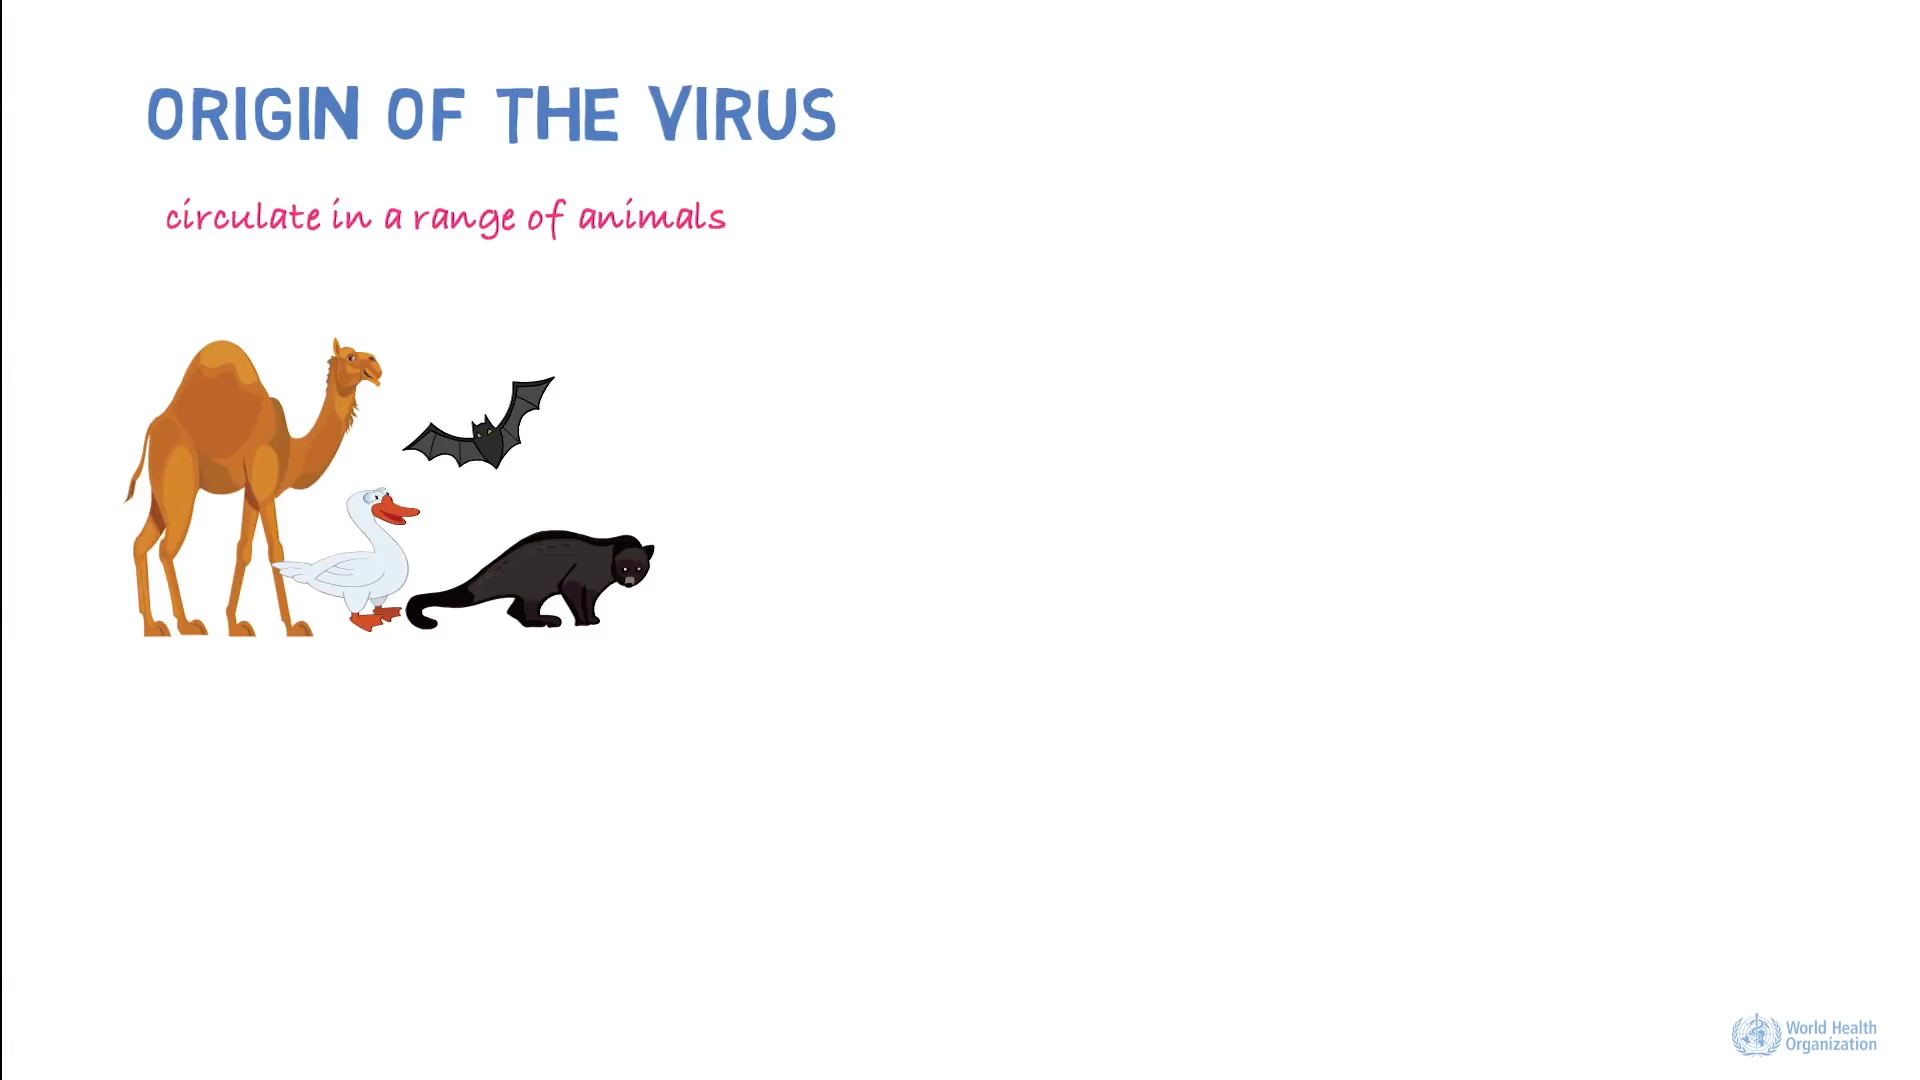 ORIGIN OF THE VIRUS
circulate in a range of animals
World Health
Organization